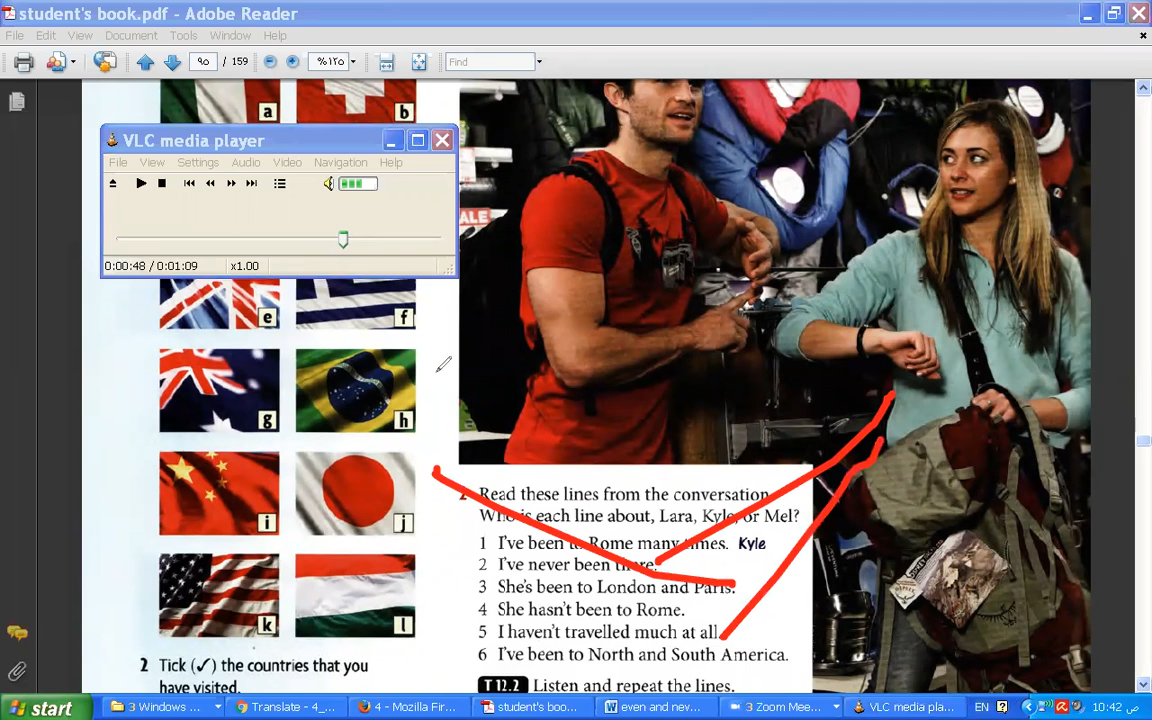 student's book.pdf - Adobe Reader
File Edit View Document Tools Window Help
٩٥ / 159 %١٢٥ Find
a b
VLC media player
File View Settings Audio Video Navigation Help
0:00:48 / 0:01:09 x1.00
SALE
e f
g h
i j
k l
2 Tick (✓) the countries that you
have visited.
2 Read these lines from the conversation.
Who is each line about, Lara, Kyle, or Mel?
1 I've been to Rome many times. Kyle
2 I've never been there.
3 She's been to London and Paris.
4 She hasn't been to Rome.
5 I haven't travelled much at all.
6 I've been to North and South America.
T 12.2 Listen and repeat the lines.
start 3 Windows ... Translate - 4_... 4 - Mozilla Fir... student's boo... even and nev... 3 Zoom Mee... VLC media pla... EN ص 10:42